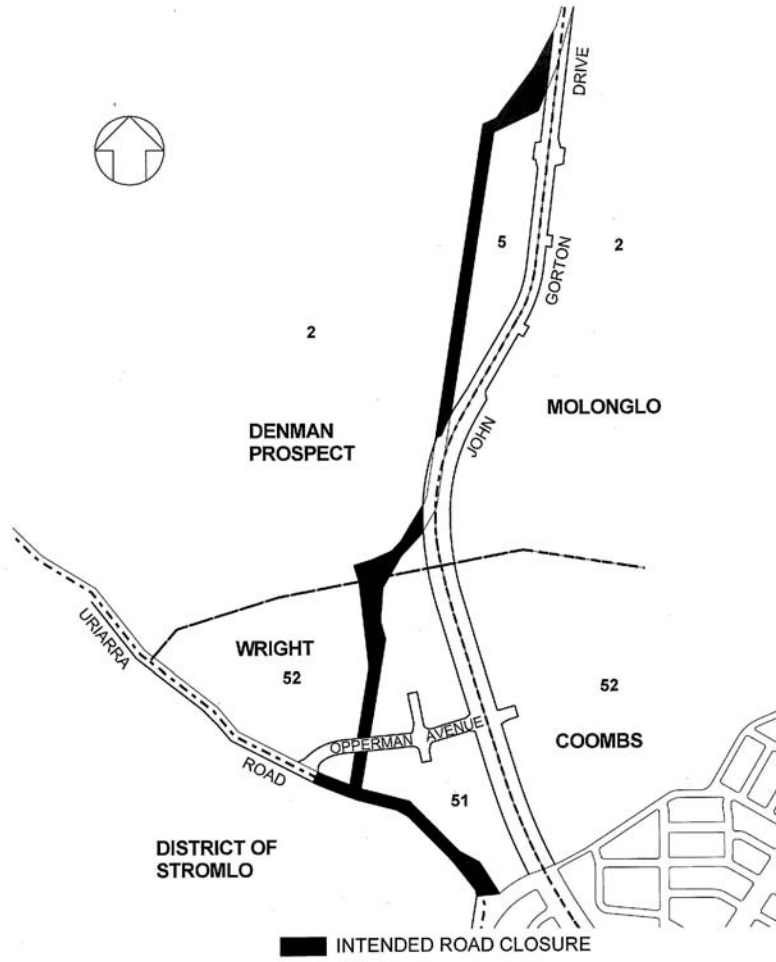 DRIVE
5
2
GORTON
2
MOLONGLO
DENMAN
PROSPECT
JOHN
URIARRA
WRIGHT
52
52
OPPERMAN AVENUE
COOMBS
ROAD
51
DISTRICT OF
STROMLO
INTENDED ROAD CLOSURE